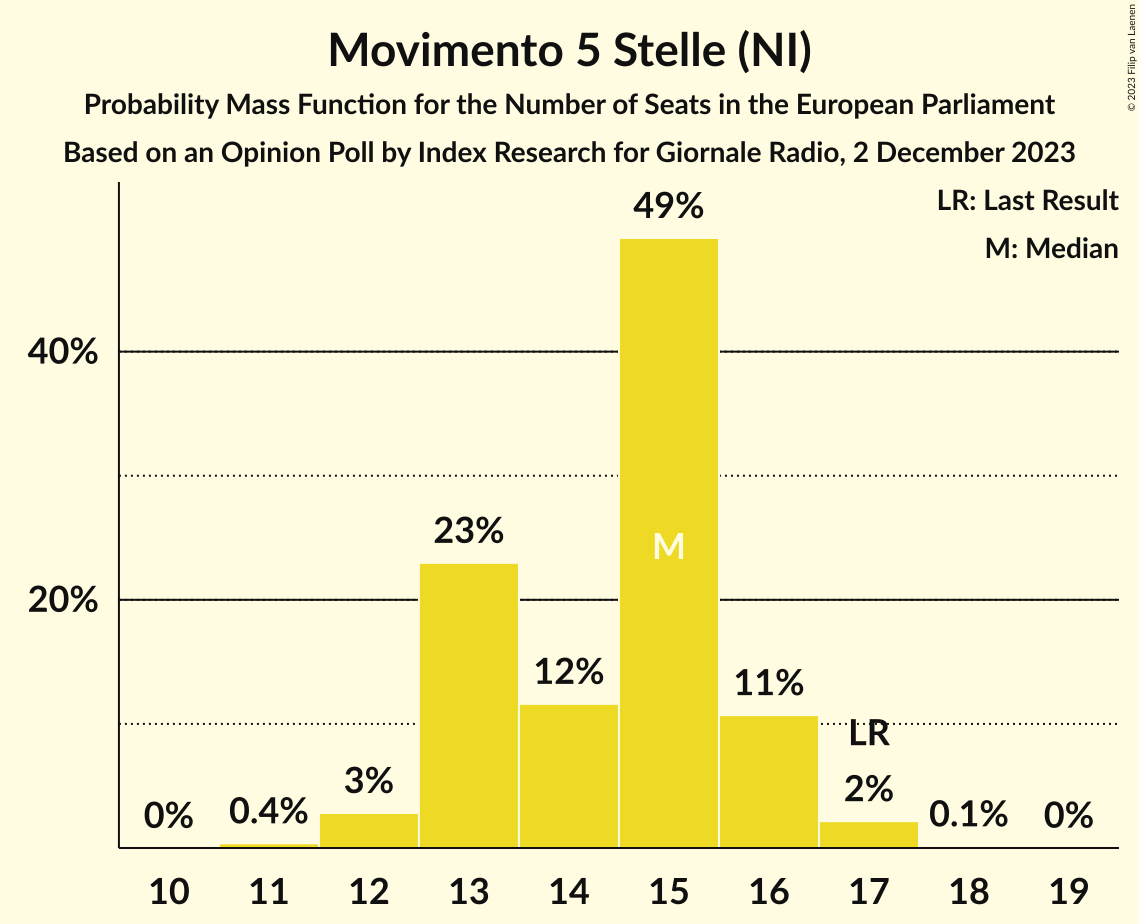 Movimento 5 Stelle (NI)
Probability Mass Function for the Number of Seats in the European Parliament
Based on an Opinion Poll by Index Research for Giornale Radio, 2 December 2023
© 2023 Filip van Laenen
LR: Last Result
M: Median
49%
40%
23%
M
20%
12%
11%
LR
3%
2%
0%
0.4%
0.1%
0%
10 11 12 13 14 15 16 17 18 19